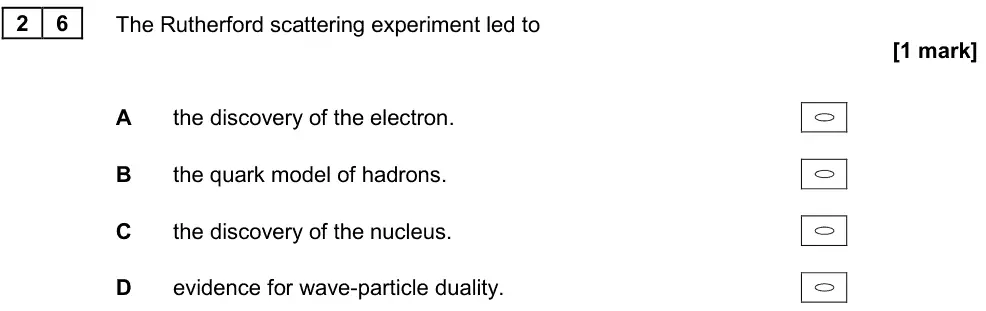 2 6 The Rutherford scattering experiment led to
[1 mark]
A the discovery of the electron.
B the quark model of hadrons.
C the discovery of the nucleus.
D evidence for wave-particle duality.